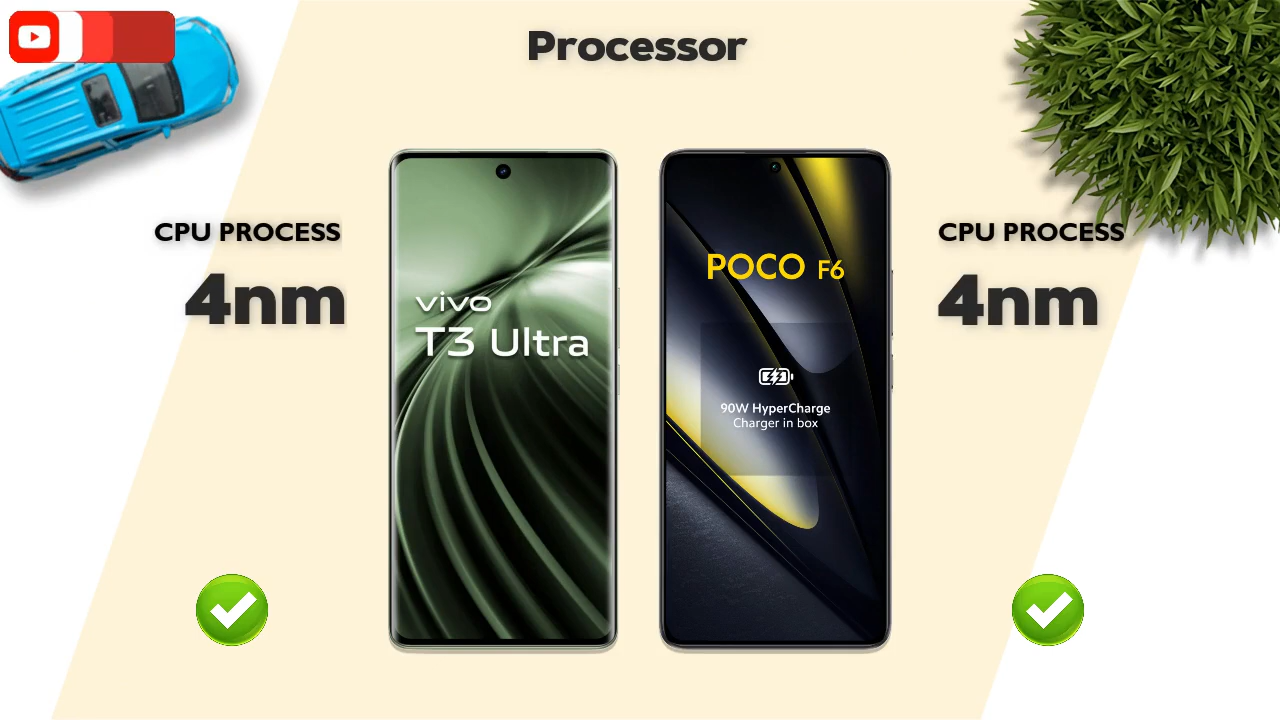 Processor
CPU PROCESS
4nm
vivo
T3 Ultra
POCO F6
90W HyperCharge
Charger in box
CPU PROCESS
4nm